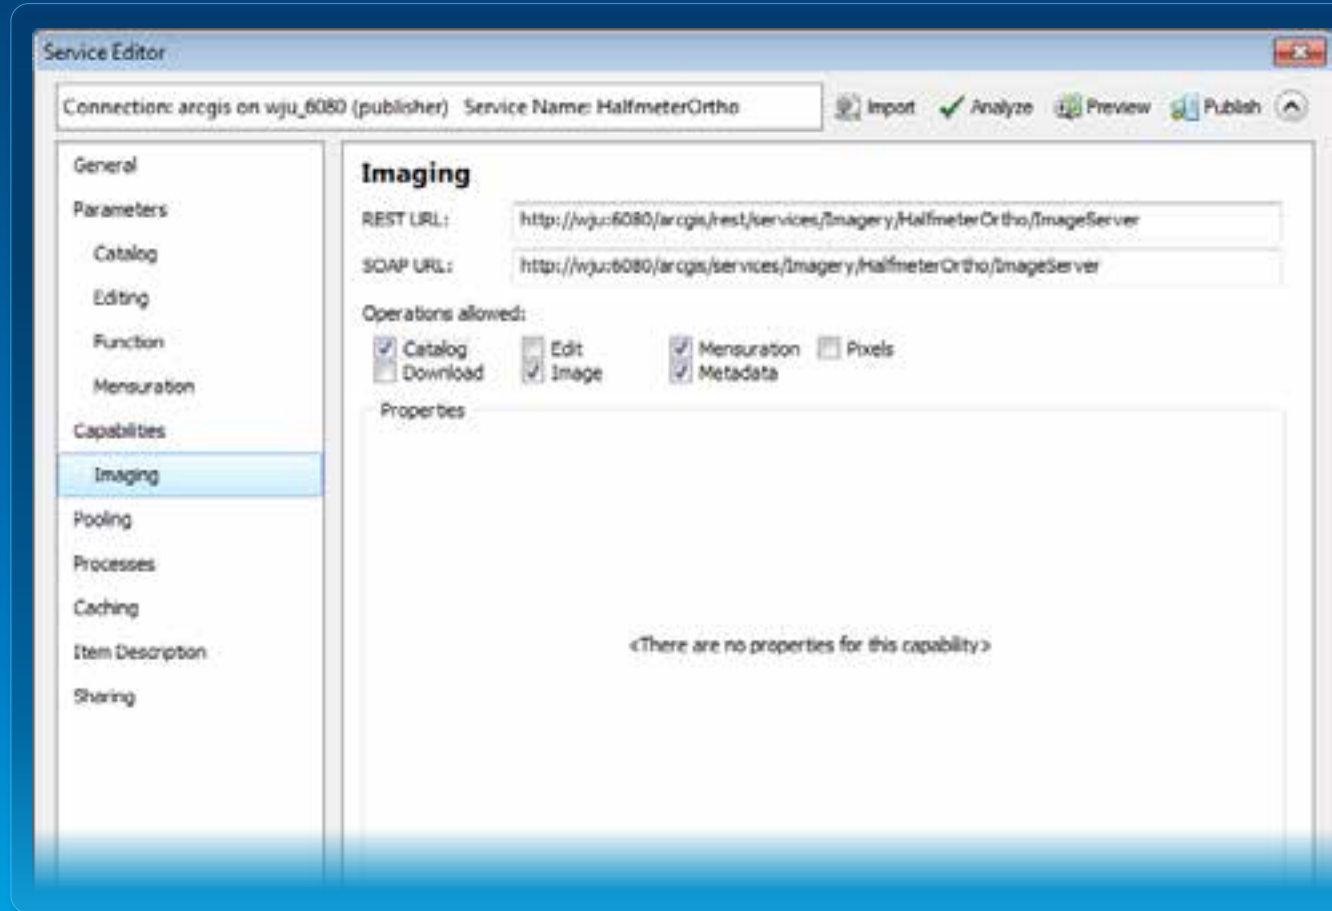 Service Editor
Connection: arcgis on wju_6080 (publisher) Service Name: HalfmeterOrtho
Import Analyze Preview Publish
General
Parameters
Catalog
Editing
Function
Mensuration
Capabilities
Imaging
Pooling
Processes
Caching
Item Description
Sharing
Imaging
REST URL: http://wju:6080/arcgis/rest/services/Imagery/HalfmeterOrtho/ImageServer
SOAP URL: http://wju:6080/arcgis/services/Imagery/HalfmeterOrtho/ImageServer
Operations allowed:
Catalog Edit Mensuration Pixels
Download Image Metadata
Properties
<There are no properties for this capability>